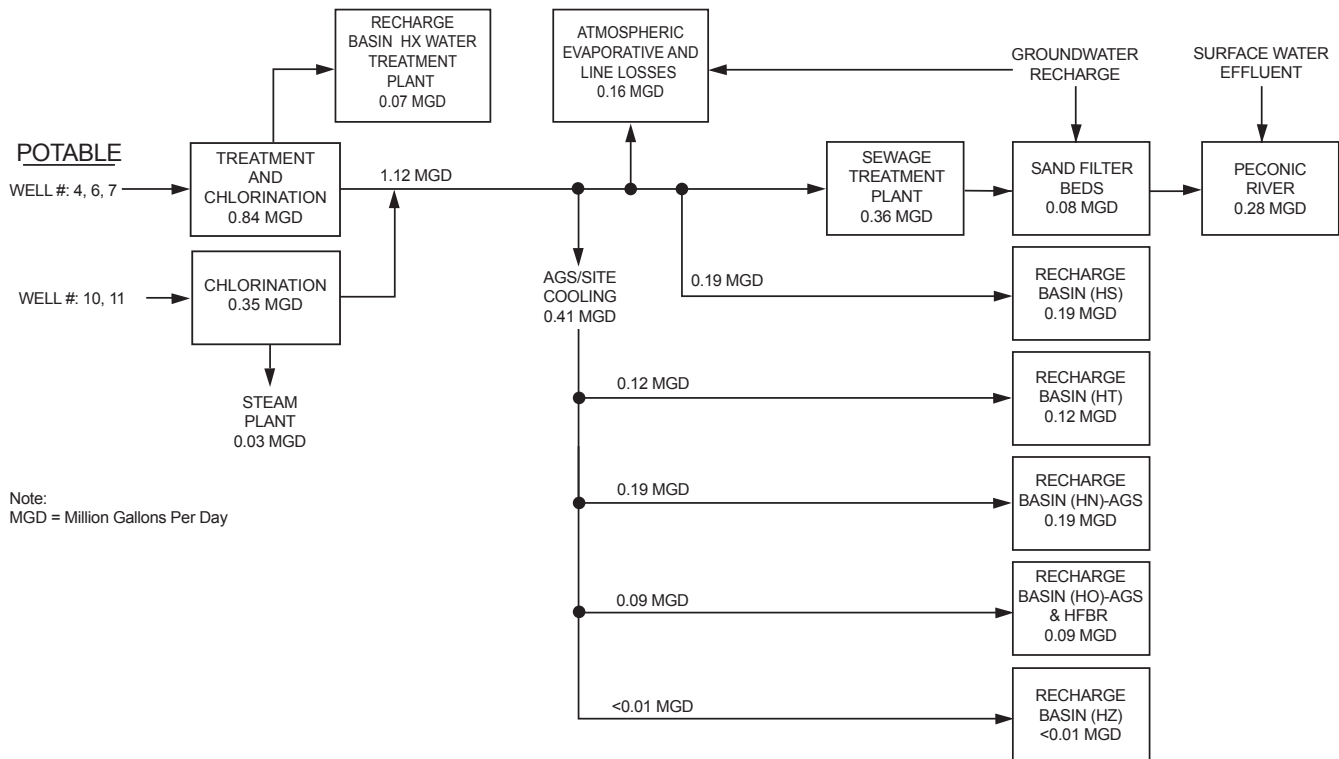 RECHARGE
BASIN HX WATER
TREATMENT
PLANT
0.07 MGD
ATMOSPHERIC
EVAPORATIVE AND
LINE LOSSES
0.16 MGD
GROUNDWATER
RECHARGE
SURFACE WATER
EFFLUENT
POTABLE
WELL #: 4, 6, 7
TREATMENT
AND
CHLORINATION
0.84 MGD
1.12 MGD
SEWAGE
TREATMENT
PLANT
0.36 MGD
SAND FILTER
BEDS
0.08 MGD
PECONIC
RIVER
0.28 MGD
WELL #: 10, 11
CHLORINATION
0.35 MGD
AGS/SITE
COOLING
0.41 MGD
0.19 MGD
RECHARGE
BASIN (HS)
0.19 MGD
STEAM
PLANT
0.03 MGD
0.12 MGD
RECHARGE
BASIN (HT)
0.12 MGD
Note:
MGD = Million Gallons Per Day
0.19 MGD
RECHARGE
BASIN (HN)-AGS
0.19 MGD
0.09 MGD
RECHARGE
BASIN (HO)-AGS
& HFBR
0.09 MGD
<0.01 MGD
RECHARGE
BASIN (HZ)
<0.01 MGD